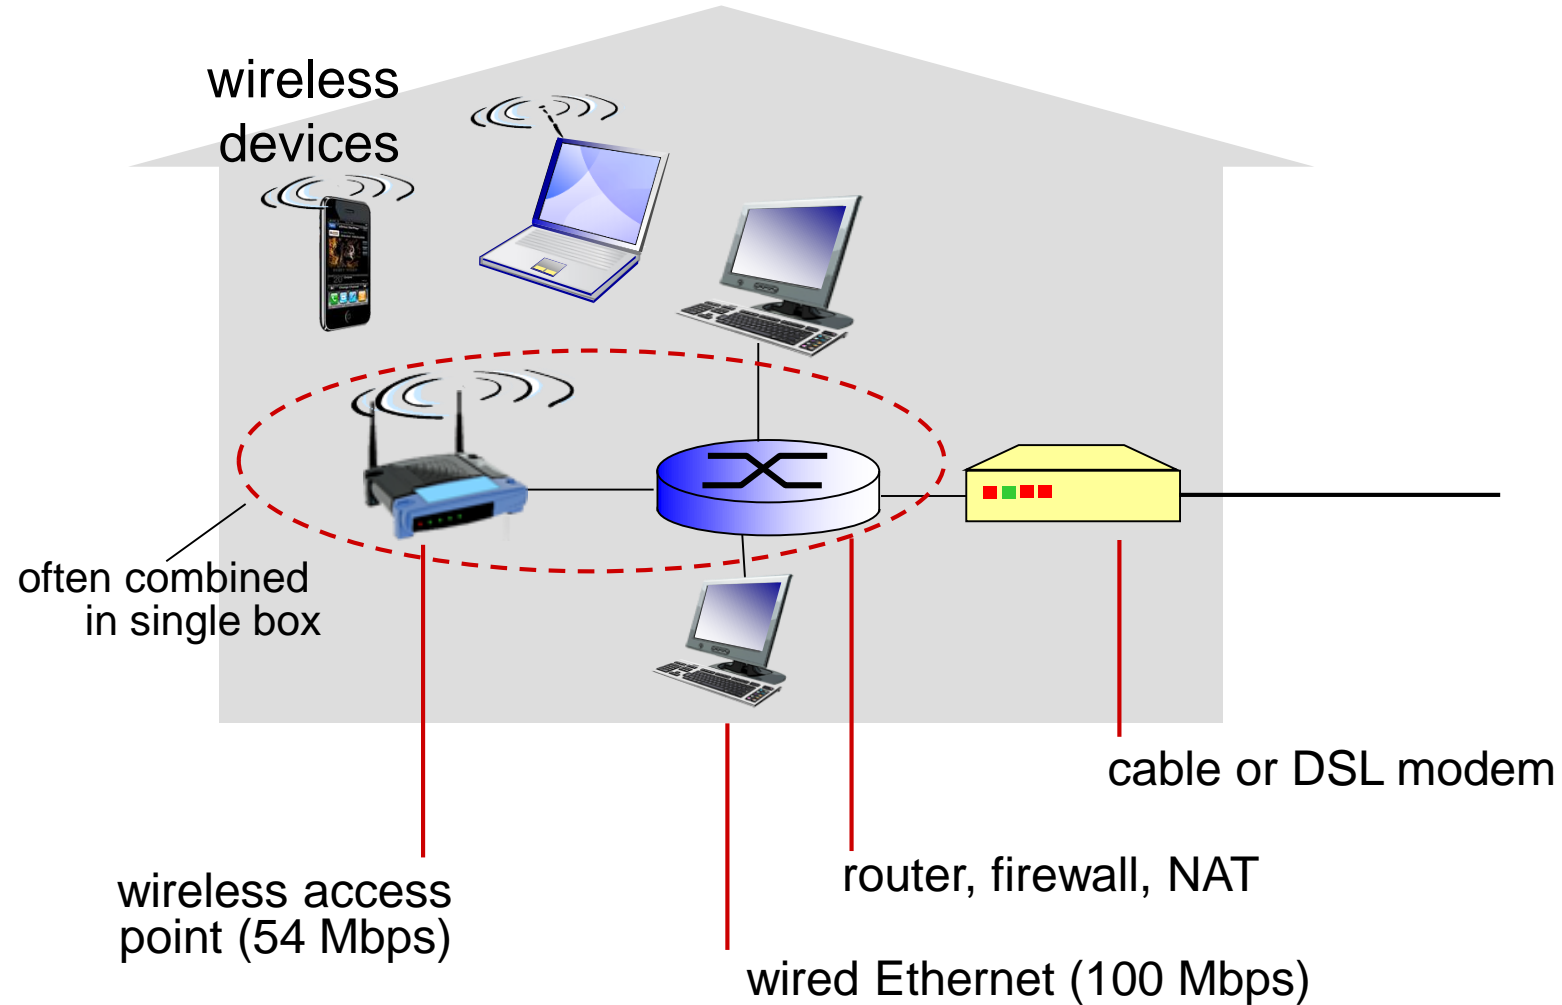 wireless
devices
often combined
in single box
cable or DSL modem
router, firewall, NAT
wireless access
point (54 Mbps)
wired Ethernet (100 Mbps)